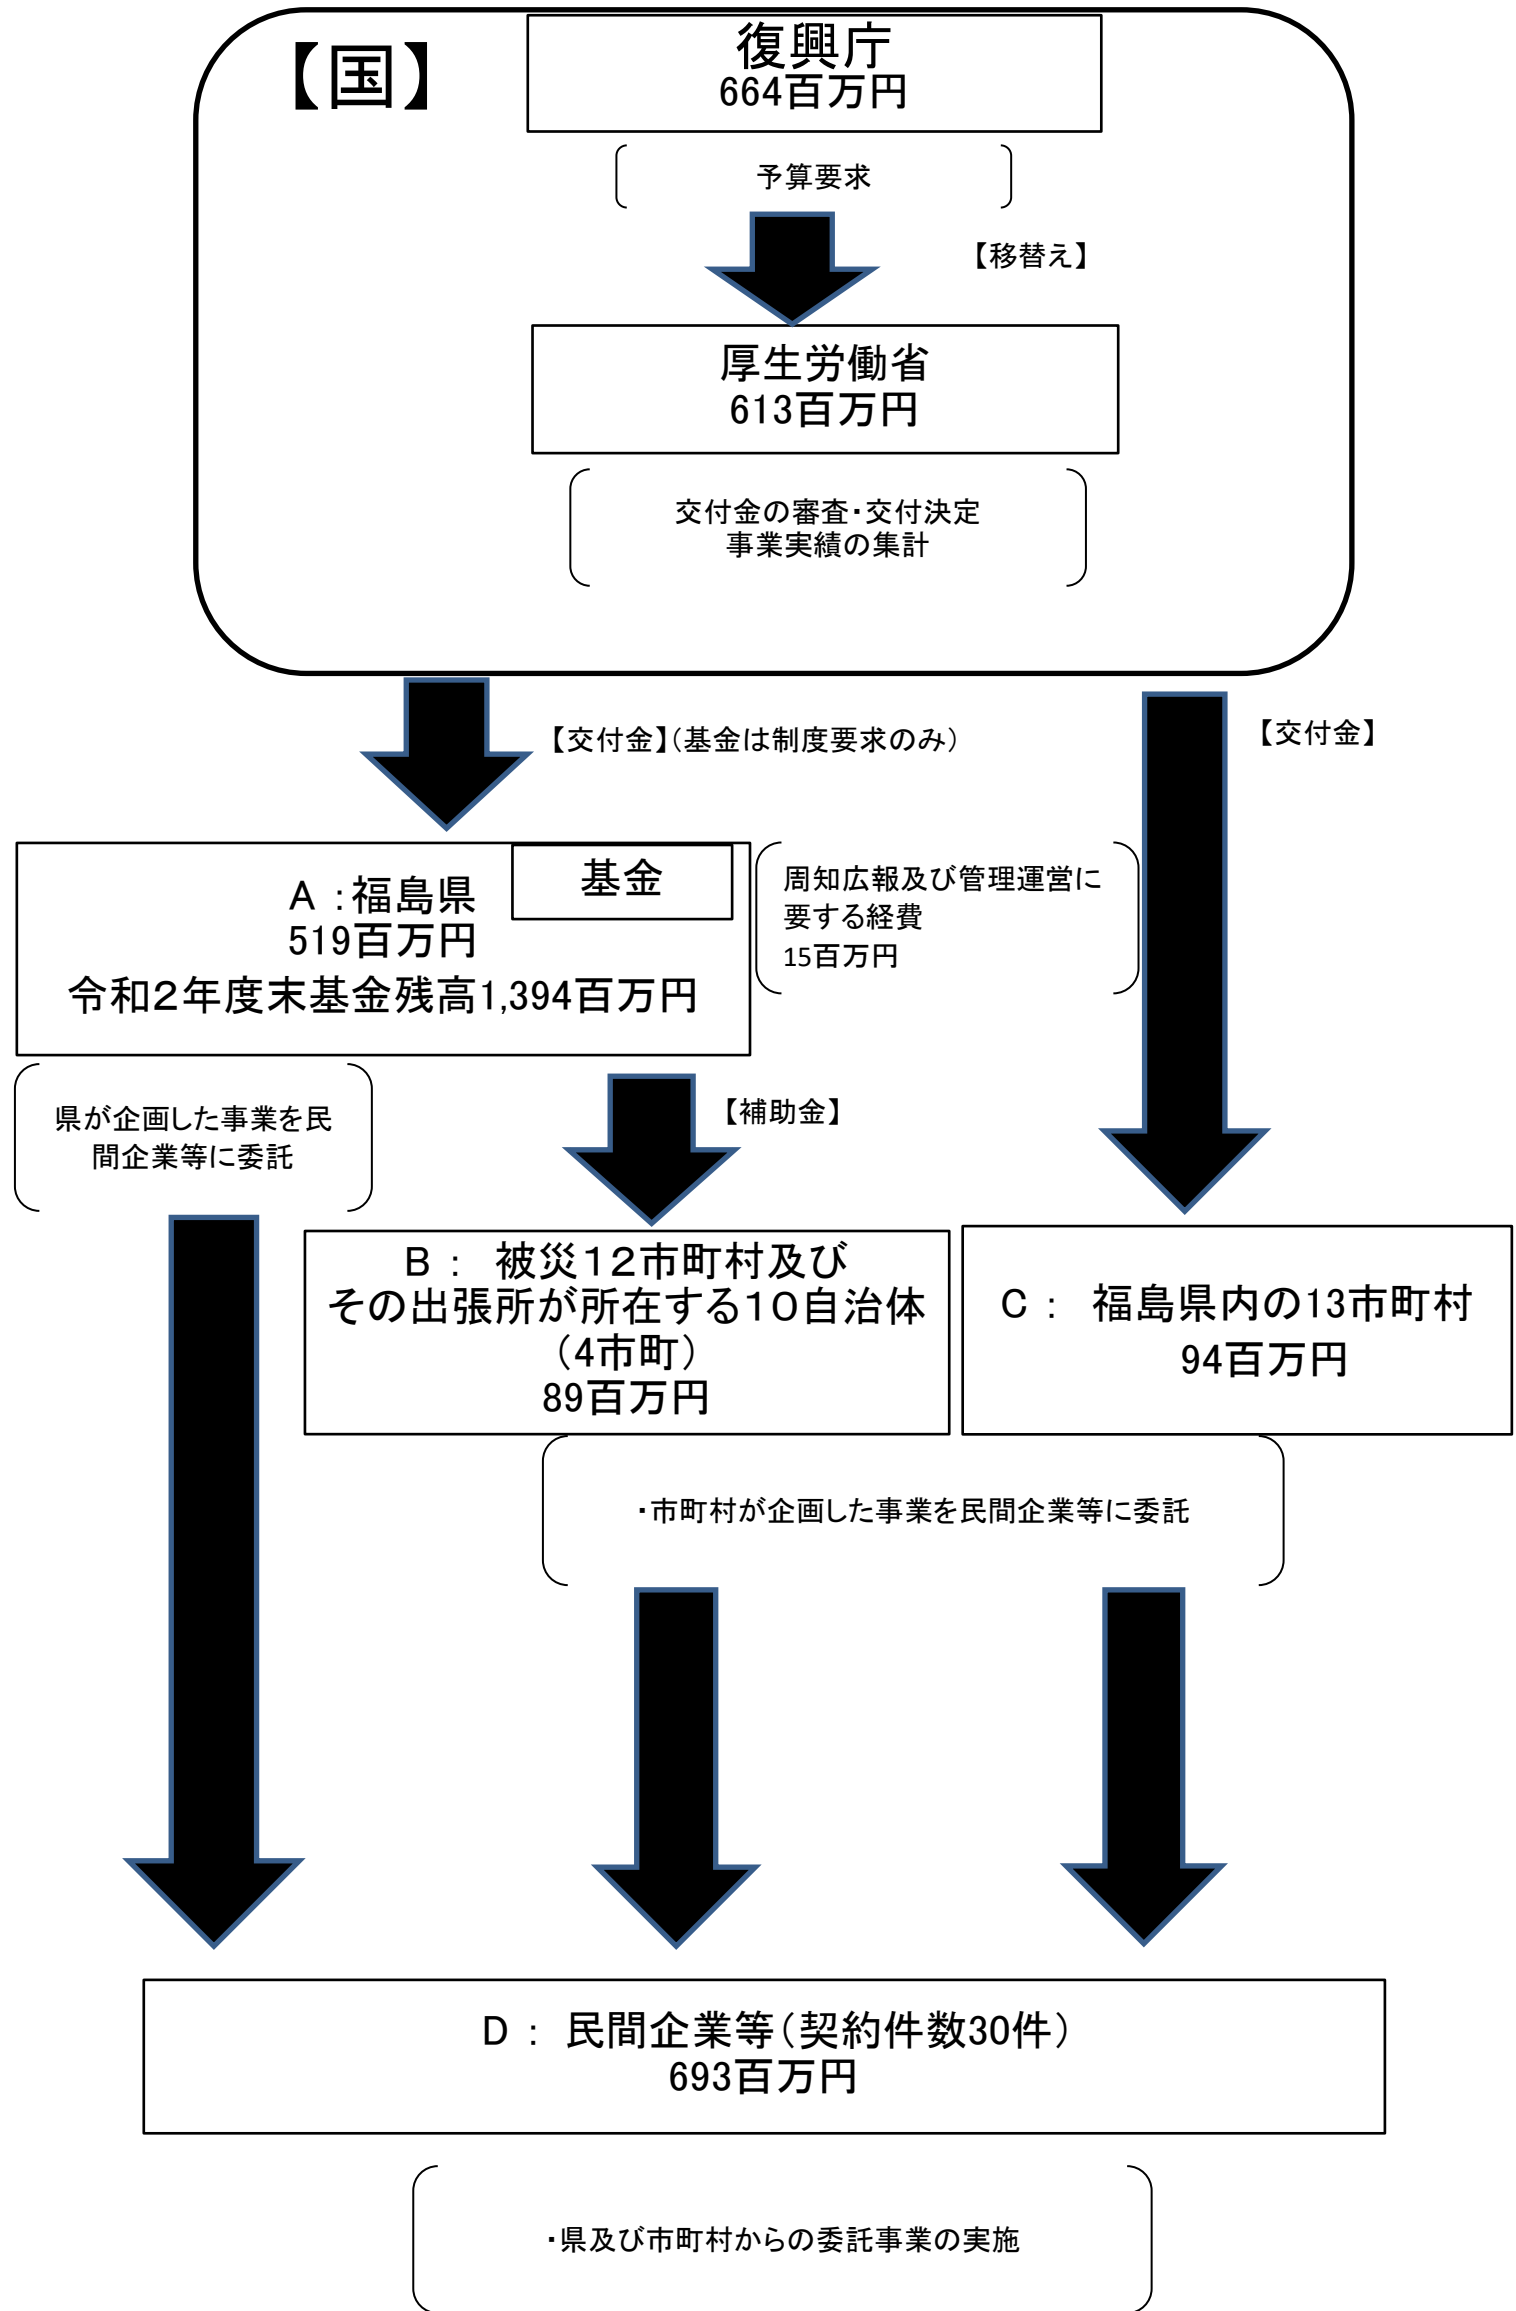 【国】
復興庁
664百万円
予算要求
【移替え】
厚生労働省
613百万円
交付金の審査・交付決定
事業実績の集計
【交付金】(基金は制度要求のみ)
【交付金】
基金
A:福島県
519百万円
令和2年度末基金残高1,394百万円
周知広報及び管理運営に
要する経費
15百万円
県が企画した事業を民
間企業等に委託
【補助金】
B: 被災12市町村及び
その出張所が所在する10自治体
(4市町)
89百万円
C: 福島県内の13市町村
94百万円
・市町村が企画した事業を民間企業等に委託
D: 民間企業等(契約件数30件)
693百万円
・県及び市町村からの委託事業の実施